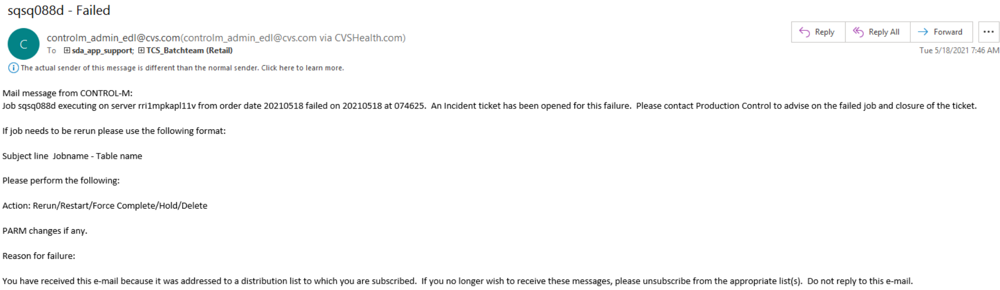 sqsq088d - Failed
C
controlm_admin_edl@cvs.com(controlm_admin_edl@cvs.com via CVSHealth.com)
To sda_app_support; TCS_Batchteam (Retail)
Reply Reply All Forward ...
Tue 5/18/2021 7:46 AM
The actual sender of this message is different than the normal sender. Click here to learn more.
Mail message from CONTROL-M:
Job sqsq088d executing on server rri1mpkapl11v from order date 20210518 failed on 20210518 at 074625.  An Incident ticket has been opened for this failure.  Please contact Production Control to advise on the failed job and closure of the ticket.
If job needs to be rerun please use the following format:
Subject line  Jobname - Table name
Please perform the following:
Action: Rerun/Restart/Force Complete/Hold/Delete
PARM changes if any.
Reason for failure:
You have received this e-mail because it was addressed to a distribution list to which you are subscribed.  If you no longer wish to receive these messages, please unsubscribe from the appropriate list(s).  Do not reply to this e-mail.